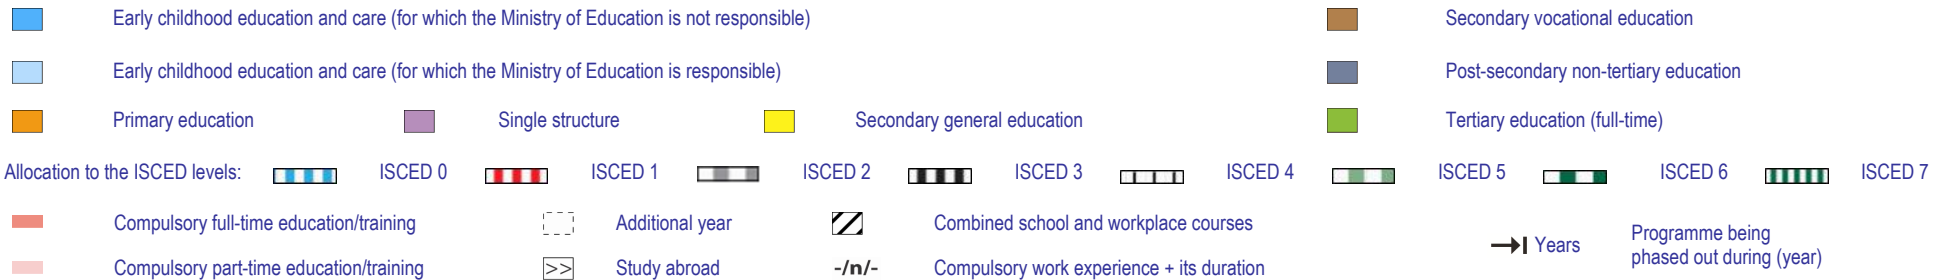 Early childhood education and care (for which the Ministry of Education is not responsible)
Secondary vocational education
Early childhood education and care (for which the Ministry of Education is responsible)
Post-secondary non-tertiary education
Primary education
Single structure
Secondary general education
Tertiary education (full-time)
Allocation to the ISCED levels: ISCED 0 ISCED 1 ISCED 2 ISCED 3 ISCED 4 ISCED 5 ISCED 6 ISCED 7
Compulsory full-time education/training
Additional year
Combined school and workplace courses
Years
Programme being
phased out during (year)
Compulsory part-time education/training
>> Study abroad
-/n/- Compulsory work experience + its duration